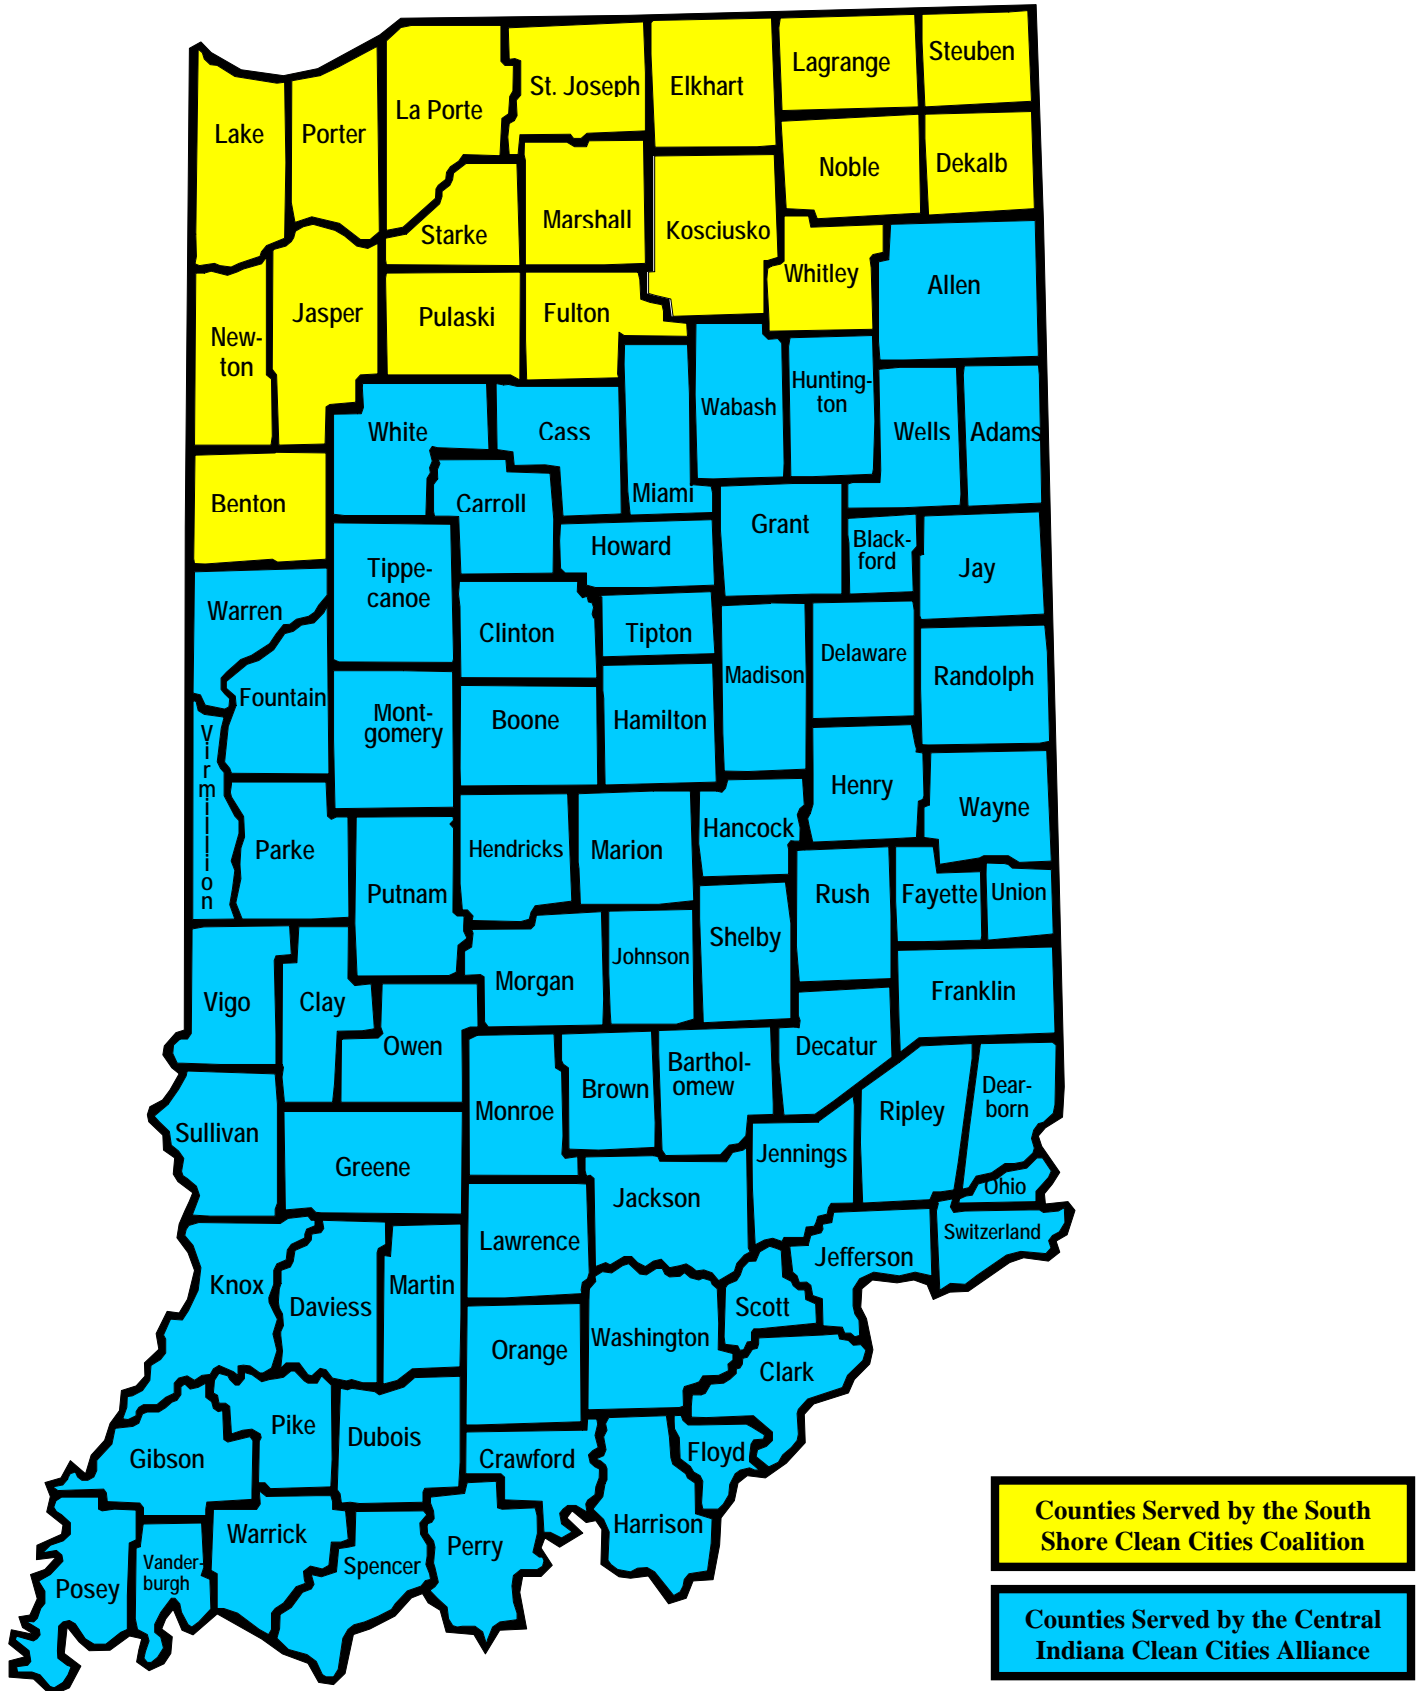 Steuben
Lagrange
St. Joseph
Elkhart
La Porte
Lake
Porter
Noble
Dekalb
Marshall
Kosciusko
Starke
Whitley
Allen
Jasper
Pulaski
Fulton
New-
ton
Hunting-
ton
Wabash
White
Cass
Wells
Adams
Miami
Benton
Carroll
Grant
Howard
Black-
ford
Jay
Tippe-
canoe
Warren
Clinton
Tipton
Delaware
Madison
Randolph
Fountain
Mont-
gomery
Boone
Hamilton
Virmillion
Henry
Wayne
Hancock
Parke
Hendricks
Marion
Putnam
Rush
Fayette
Union
Shelby
Johnson
Morgan
Franklin
Vigo
Clay
Owen
Decatur
Barthol-
omew
Brown
Dear-
born
Monroe
Ripley
Sullivan
Jennings
Greene
Jackson
Ohio
Switzerland
Lawrence
Jefferson
Knox
Martin
Daviess
Scott
Washington
Orange
Clark
Pike
Dubois
Gibson
Crawford
Floyd
Harrison
Warrick
Perry
Spencer
Vander-
burgh
Posey
Counties Served by the South
Shore Clean Cities Coalition
Counties Served by the Central
Indiana Clean Cities Alliance